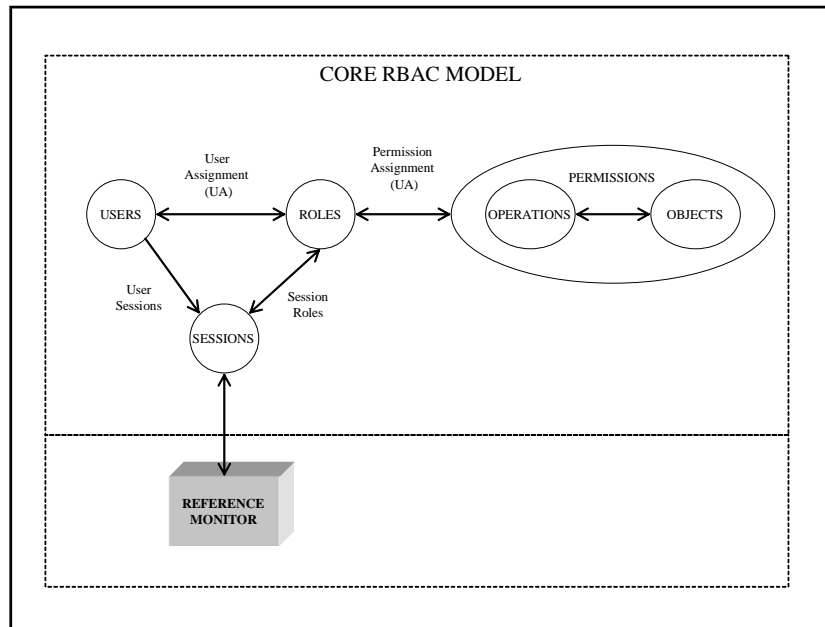 CORE RBAC MODEL
User
Assignment
(UA)
Permission
Assignment
(UA)
PERMISSIONS
USERS
ROLES
OPERATIONS
OBJECTS
User
Sessions
Session
Roles
SESSIONS
REFERENCE
MONITOR